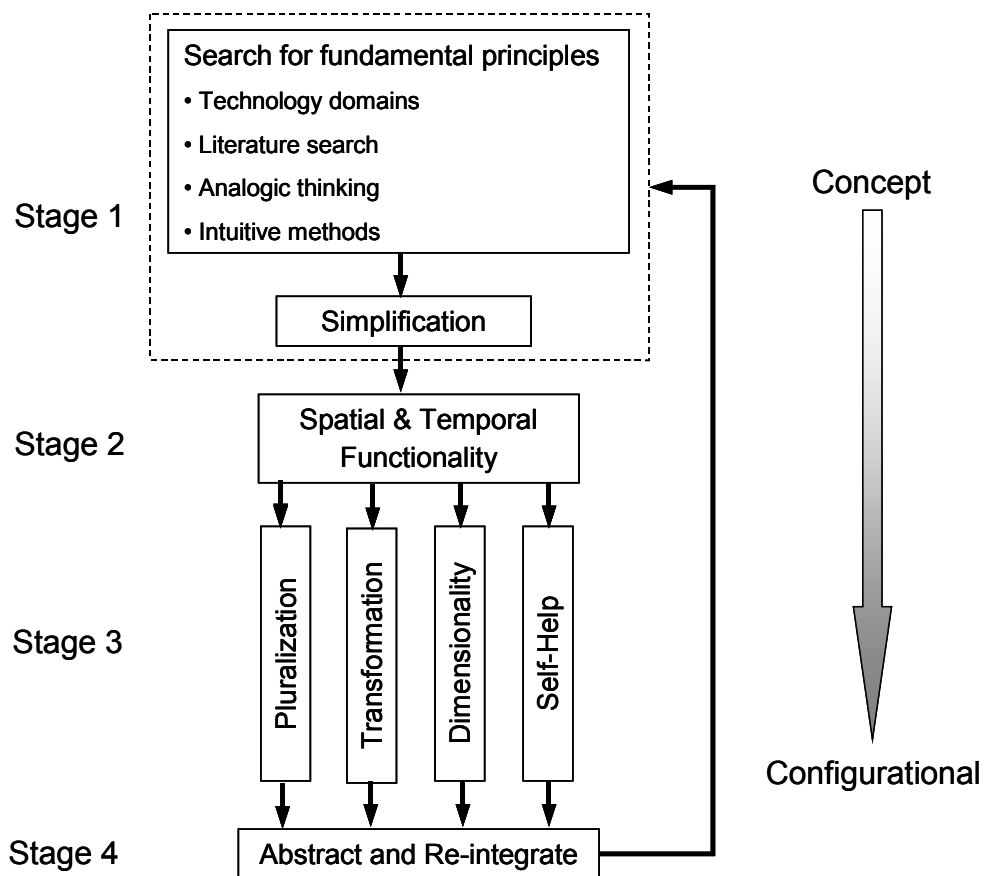 Search for fundamental principles
• Technology domains
• Literature search
• Analogic thinking
• Intuitive methods
Stage 1
Simplification
Concept
Stage 2
Spatial & Temporal
Functionality
Stage 3
Pluralization
Transformation
Dimensionality
Self-Help
Configurational
Stage 4
Abstract and Re-integrate